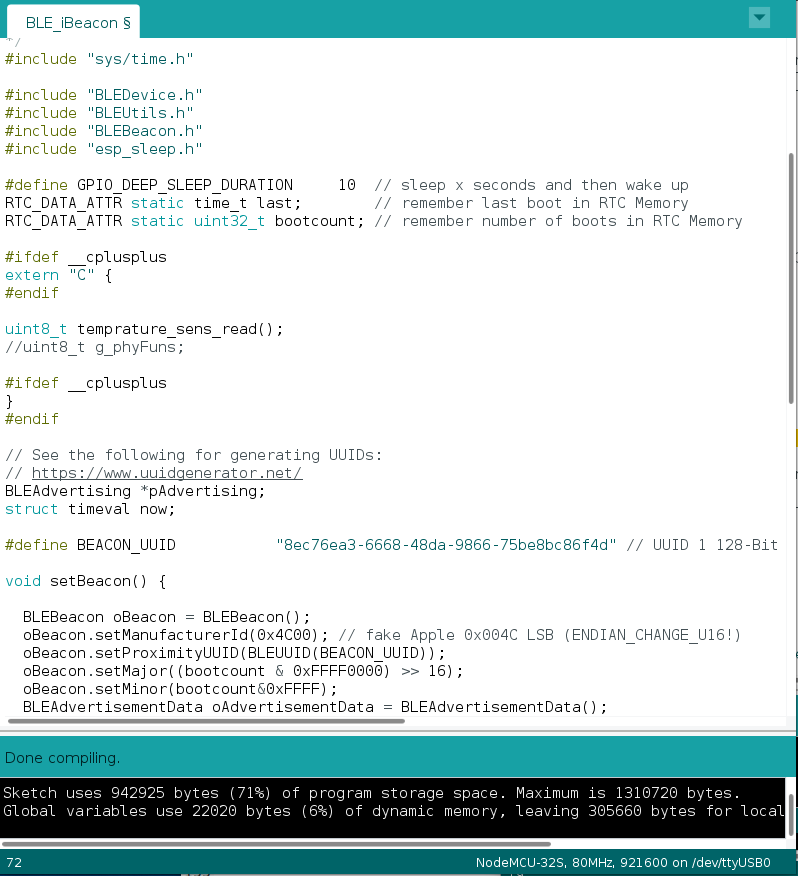 BLE_iBeacon §
*/
#include "sys/time.h"
#include "BLEDevice.h"
#include "BLEUtils.h"
#include "BLEBeacon.h"
#include "esp_sleep.h"
#define GPIO_DEEP_SLEEP_DURATION     10  // sleep x seconds and then wake up
RTC_DATA_ATTR static time_t last;        // remember last boot in RTC Memory
RTC_DATA_ATTR static uint32_t bootcount; // remember number of boots in RTC Memory
#ifdef __cplusplus
extern "C" {
#endif
uint8_t temprature_sens_read();
//uint8_t g_phyFuns;
#ifdef __cplusplus
}
#endif
// See the following for generating UUIDs:
// https://www.uuidgenerator.net/
BLEAdvertising *pAdvertising;
struct timeval now;
#define BEACON_UUID           "8ec76ea3-6668-48da-9866-75be8bc86f4d" // UUID 1 128-Bit
void setBeacon() {
  BLEBeacon oBeacon = BLEBeacon();
  oBeacon.setManufacturerId(0x4C00); // fake Apple 0x004C LSB (ENDIAN_CHANGE_U16!)
  oBeacon.setProximityUUID(BLEUUID(BEACON_UUID));
  oBeacon.setMajor((bootcount & 0xFFFF0000) >> 16);
  oBeacon.setMinor(bootcount&0xFFFF);
  BLEAdvertisementData oAdvertisementData = BLEAdvertisementData();
Done compiling.
Sketch uses 942925 bytes (71%) of program storage space. Maximum is 1310720 bytes.
Global variables use 22020 bytes (6%) of dynamic memory, leaving 305660 bytes for local
72
NodeMCU-32S, 80MHz, 921600 on /dev/ttyUSB0